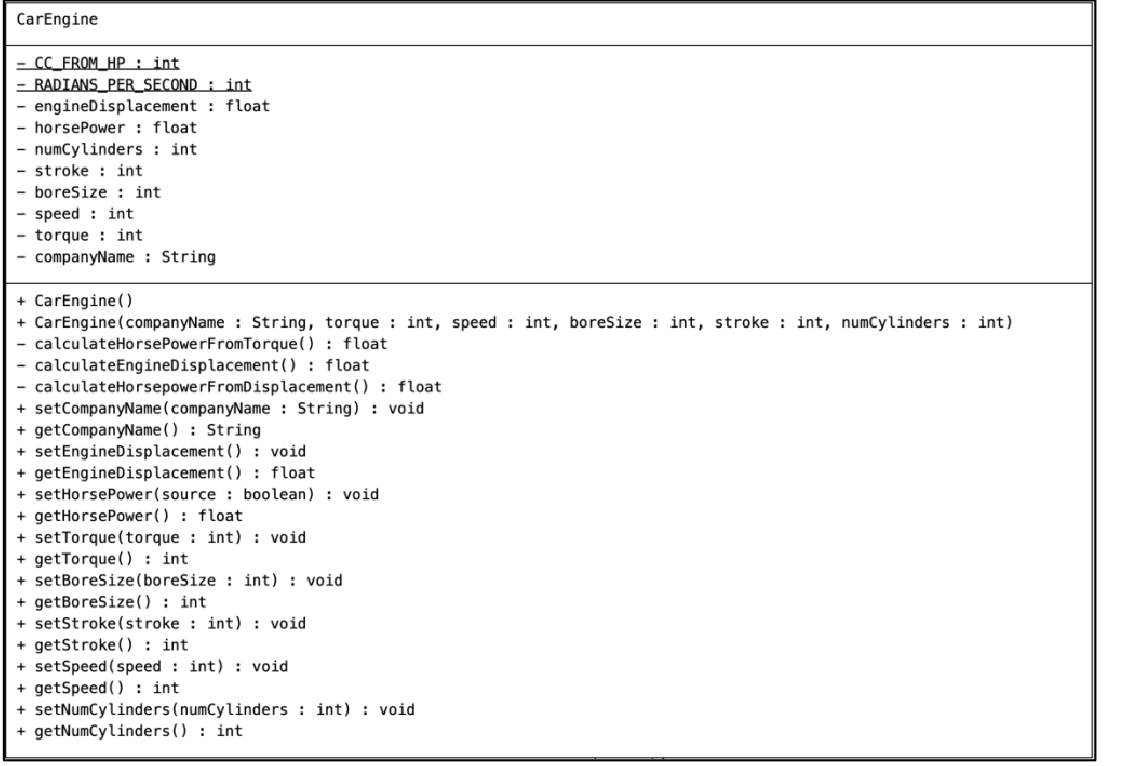 CarEngine
- CC_FROM_HP : int
- RADIANS_PER_SECOND : int
- engineDisplacement : float
- horsePower : float
- numCylinders : int
- stroke : int
- boreSize : int
- speed : int
- torque : int
- companyName : String
+ CarEngine()
+ CarEngine(companyName : String, torque : int, speed : int, boreSize : int, stroke : int, numCylinders : int)
- calculateHorsePowerFromTorque() : float
- calculateEngineDisplacement() : float
- calculateHorsepowerFromDisplacement() : float
+ setCompanyName(companyName : String) : void
+ getCompanyName() : String
+ setEngineDisplacement() : void
+ getEngineDisplacement() : float
+ setHorsePower(source : boolean) : void
+ getHorsePower() : float
+ setTorque(torque : int) : void
+ getTorque() : int
+ setBoreSize(boreSize : int) : void
+ getBoreSize() : int
+ setStroke(stroke : int) : void
+ getStroke() : int
+ setSpeed(speed : int) : void
+ getSpeed() : int
+ setNumCylinders(numCylinders : int) : void
+ getNumCylinders() : int